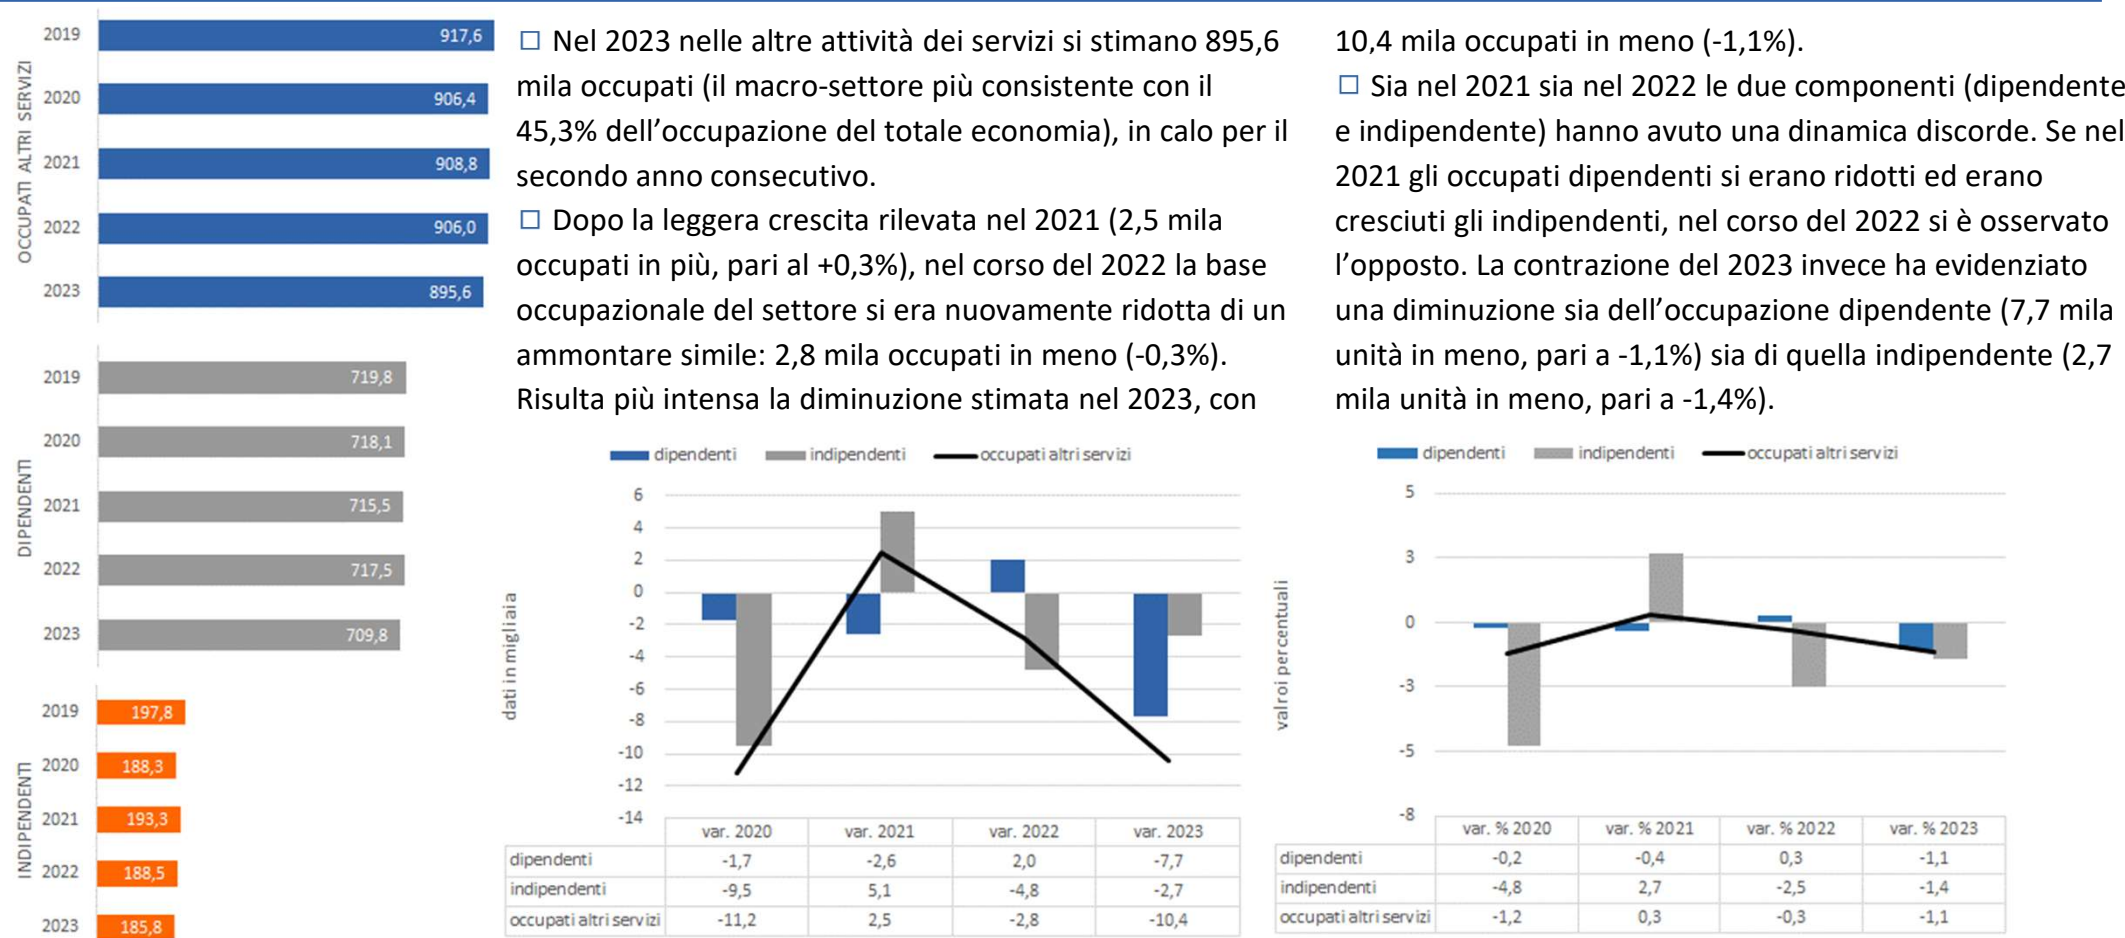 OCCUPATI ALTRI SERVIZI
2019 917,6
2020 906,4
2021 908,8
2022 906,0
2023 895,6
DIPENDENTI
2019 719,8
2020 718,1
2021 715,5
2022 717,5
2023 709,8
INDIPENDENTI
2019 197,8
2020 188,3
2021 193,3
2022 188,5
2023 185,8
□ Nel 2023 nelle altre attività dei servizi si stimano 895,6
mila occupati (il macro-settore più consistente con il
45,3% dell’occupazione del totale economia), in calo per il
secondo anno consecutivo.
□ Dopo la leggera crescita rilevata nel 2021 (2,5 mila
occupati in più, pari al +0,3%), nel corso del 2022 la base
occupazionale del settore si era nuovamente ridotta di un
ammontare simile: 2,8 mila occupati in meno (-0,3%).
Risulta più intensa la diminuzione stimata nel 2023, con
10,4 mila occupati in meno (-1,1%).
□ Sia nel 2021 sia nel 2022 le due componenti (dipendente
e indipendente) hanno avuto una dinamica discorde. Se nel
2021 gli occupati dipendenti si erano ridotti ed erano
cresciuti gli indipendenti, nel corso del 2022 si è osservato
l’opposto. La contrazione del 2023 invece ha evidenziato
una diminuzione sia dell’occupazione dipendente (7,7 mila
unità in meno, pari a -1,1%) sia di quella indipendente (2,7
mila unità in meno, pari a -1,4%).
dipendenti indipendenti occupati altri servizi
dati in migliaia
6
4
2
0
-2
-4
-6
-8
-10
-12
-14
var. 2020 var. 2021 var. 2022 var. 2023
dipendenti -1,7 -2,6 2,0 -7,7
indipendenti -9,5 5,1 -4,8 -2,7
occupati altri servizi -11,2 2,5 -2,8 -10,4
dipendenti indipendenti occupati altri servizi
valroi percentuali
5
3
0
-3
-5
-8
var. % 2020 var. % 2021 var. % 2022 var. % 2023
dipendenti -0,2 -0,4 0,3 -1,1
indipendenti -4,8 2,7 -2,5 -1,4
occupati altri servizi -1,2 0,3 -0,3 -1,1